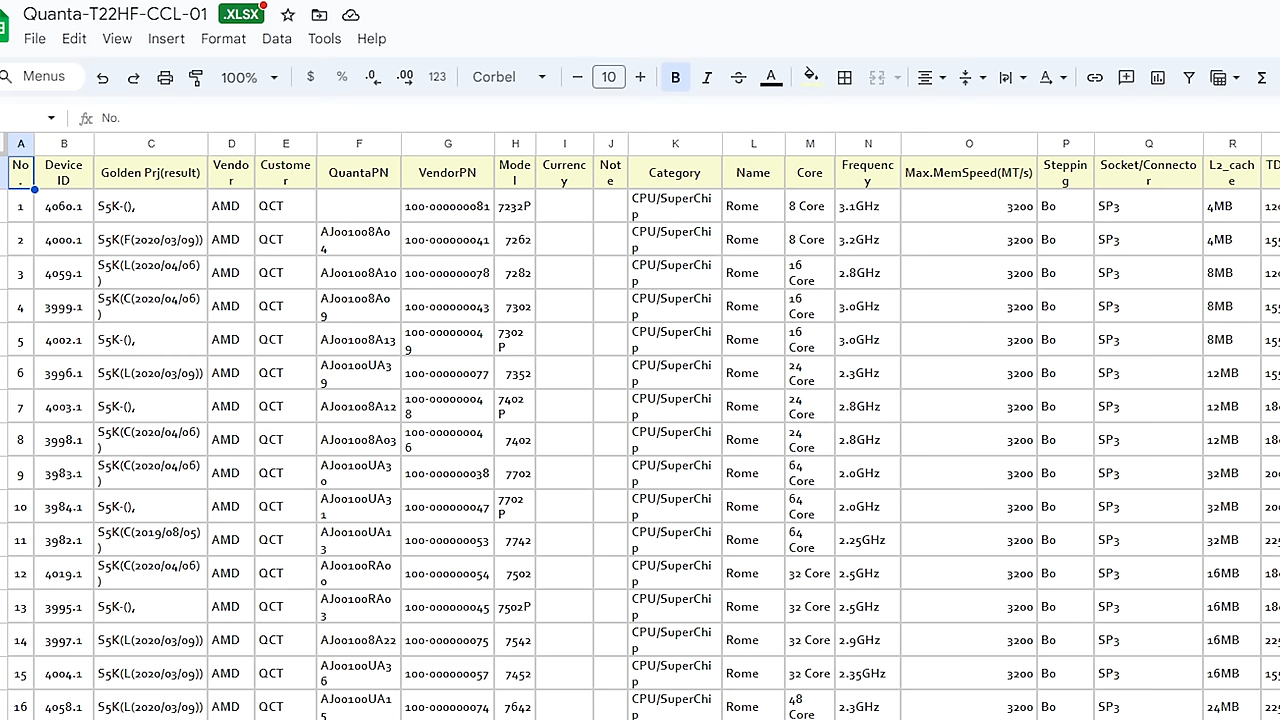 Quanta-T22HF-CCL-01 .XLSX
File Edit View Insert Format Data Tools Help
Menus 100% $ % .0 .00 123 Corbel 10 B I S A
No.
A B C D E F G H I J K L M N O P Q R
No. Device ID Golden Prj(result) Vendor Customer QuantaPN VendorPN Model Currency Note Category Name Core Frequency Max.MemSpeed(MT/s) Stepping Socket/Connector L2_cache
1 4060.1 S5K-(), AMD QCT 100-000000081 7232P CPU/SuperChip Rome 8 Core 3.1GHz 3200 B0 SP3 4MB
2 4000.1 S5K(F(2020/03/09)) AMD QCT AJ001008A04 100-000000041 7262 CPU/SuperChip Rome 8 Core 3.2GHz 3200 B0 SP3 4MB
3 4059.1 S5K(L(2020/04/06)) AMD QCT AJ001008A10 100-000000078 7282 CPU/SuperChip Rome 16 Core 2.8GHz 3200 B0 SP3 8MB
4 3999.1 S5K(C(2020/04/06)) AMD QCT AJ001008A09 100-000000043 7302 CPU/SuperChip Rome 16 Core 3.0GHz 3200 B0 SP3 8MB
5 4002.1 S5K-(), AMD QCT AJ001008A13 100-000000049 7302P CPU/SuperChip Rome 16 Core 3.0GHz 3200 B0 SP3 8MB
6 3996.1 S5K(L(2020/03/09)) AMD QCT AJ00100UA39 100-000000077 7352 CPU/SuperChip Rome 24 Core 2.3GHz 3200 B0 SP3 12MB
7 4003.1 S5K-(), AMD QCT AJ001008A12 100-000000048 7402P CPU/SuperChip Rome 24 Core 2.8GHz 3200 B0 SP3 12MB
8 3998.1 S5K(C(2020/04/06)) AMD QCT AJ001008A03 100-000000046 7402 CPU/SuperChip Rome 24 Core 2.8GHz 3200 B0 SP3 12MB
9 3983.1 S5K(C(2020/04/06)) AMD QCT AJ00100UA30 100-000000038 7702 CPU/SuperChip Rome 64 Core 2.0GHz 3200 B0 SP3 32MB
10 3984.1 S5K-(), AMD QCT AJ00100UA31 100-000000047 7702P CPU/SuperChip Rome 64 Core 2.0GHz 3200 B0 SP3 32MB
11 3982.1 S5K(C(2019/08/05)) AMD QCT AJ00100UA13 100-000000053 7742 CPU/SuperChip Rome 64 Core 2.25GHz 3200 B0 SP3 32MB
12 4019.1 S5K(C(2020/04/06)) AMD QCT AJ00100RA00 100-000000054 7502 CPU/SuperChip Rome 32 Core 2.5GHz 3200 B0 SP3 16MB
13 3995.1 S5K-(), AMD QCT AJ00100RA03 100-000000045 7502P CPU/SuperChip Rome 32 Core 2.5GHz 3200 B0 SP3 16MB
14 3997.1 S5K(L(2020/03/09)) AMD QCT AJ001008A22 100-000000075 7542 CPU/SuperChip Rome 32 Core 2.9GHz 3200 B0 SP3 16MB
15 4004.1 S5K(L(2020/03/09)) AMD QCT AJ00100UA36 100-000000057 7452 CPU/SuperChip Rome 32 Core 2.35GHz 3200 B0 SP3 16MB
16 4058.1 S5K(L(2020/03/09)) AMD QCT AJ00100UA15 100-000000074 7642 CPU/SuperChip Rome 48 Core 2.3GHz 3200 B0 SP3 24MB